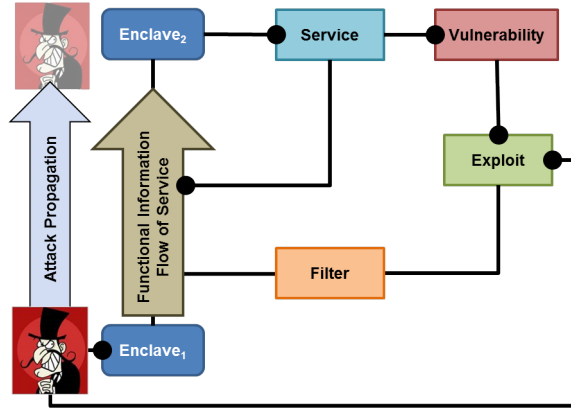 Enclave₂
Service
Vulnerability
Attack Propagation
Functional Information
Flow of Service
Exploit
Filter
Enclave₁